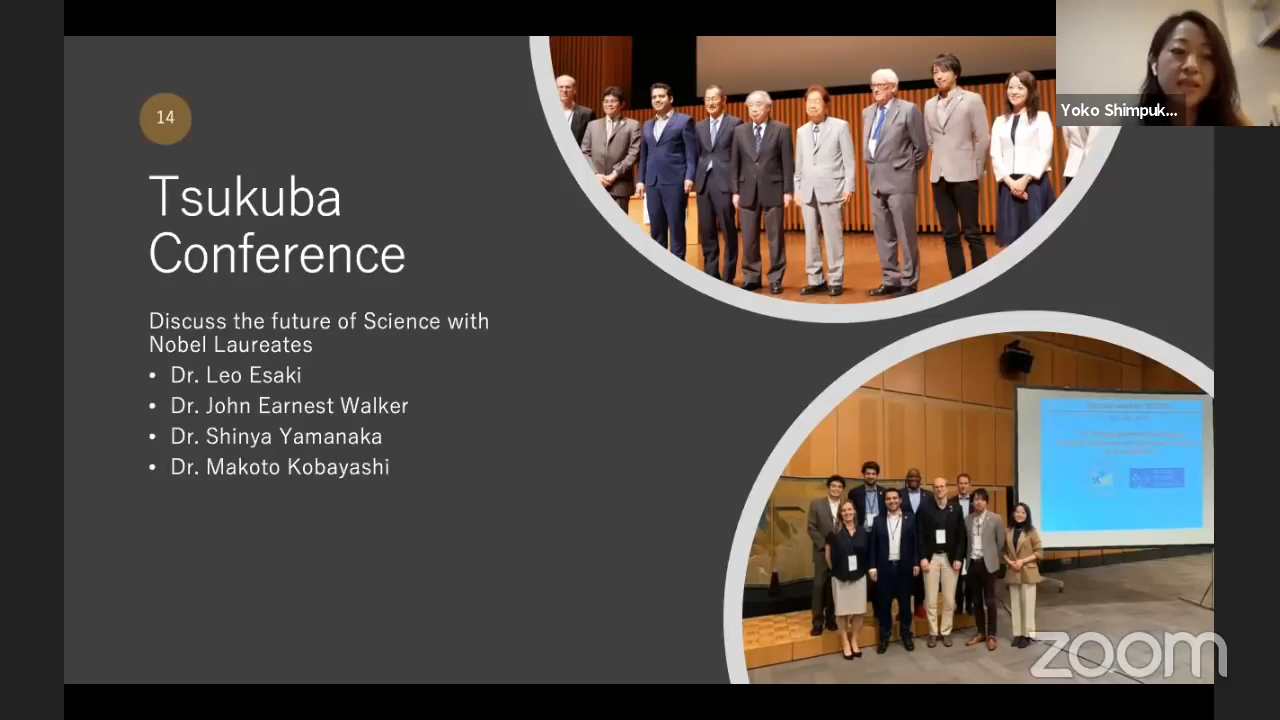 14
Tsukuba
Conference
Discuss the future of Science with
Nobel Laureates
• Dr. Leo Esaki
• Dr. John Earnest Walker
• Dr. Shinya Yamanaka
• Dr. Makoto Kobayashi
Yoko Shimpuk...
zoom